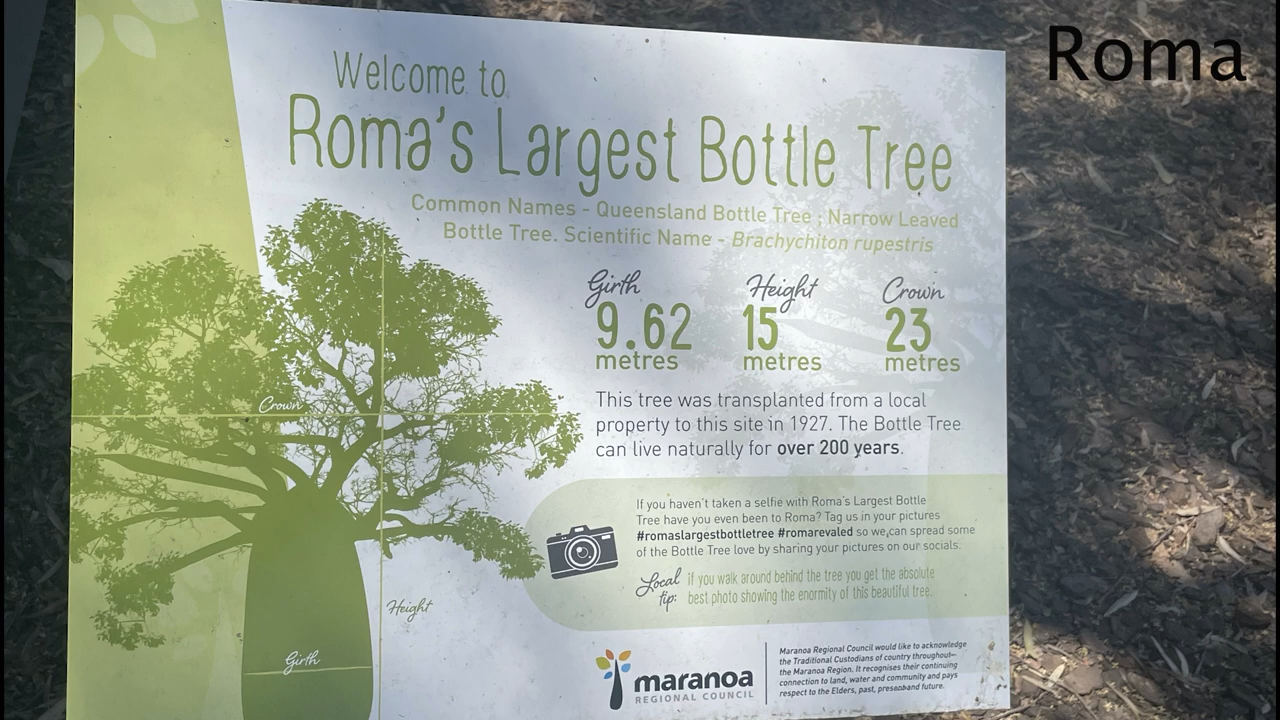 Roma
Welcome to
Roma's Largest Bottle Tree
Common Names - Queensland Bottle Tree ; Narrow Leaved
Bottle Tree. Scientific Name - Brachychiton rupestris
Girth
9.62
metres
Height
15
metres
Crown
23
metres
This tree was transplanted from a local
property to this site in 1927. The Bottle Tree
can live naturally for over 200 years.
If you haven't taken a selfie with Roma's Largest Bottle
Tree have you even been to Roma? Tag us in your pictures
#romaslargestbottletree #romarevaled so we can spread some
of the Bottle Tree love by sharing your pictures on our socials.
Local
tip:
if you walk around behind the tree you get the absolute
best photo showing the enormity of this beautiful tree.
Crown
Height
Girth
maranoa
REGIONAL COUNCIL
Maranoa Regional Council would like to acknowledge
the Traditional Custodians of country throughout
the Maranoa Region. It recognises their continuing
connection to land, water and community and pays
respect to the Elders, past, present and future.